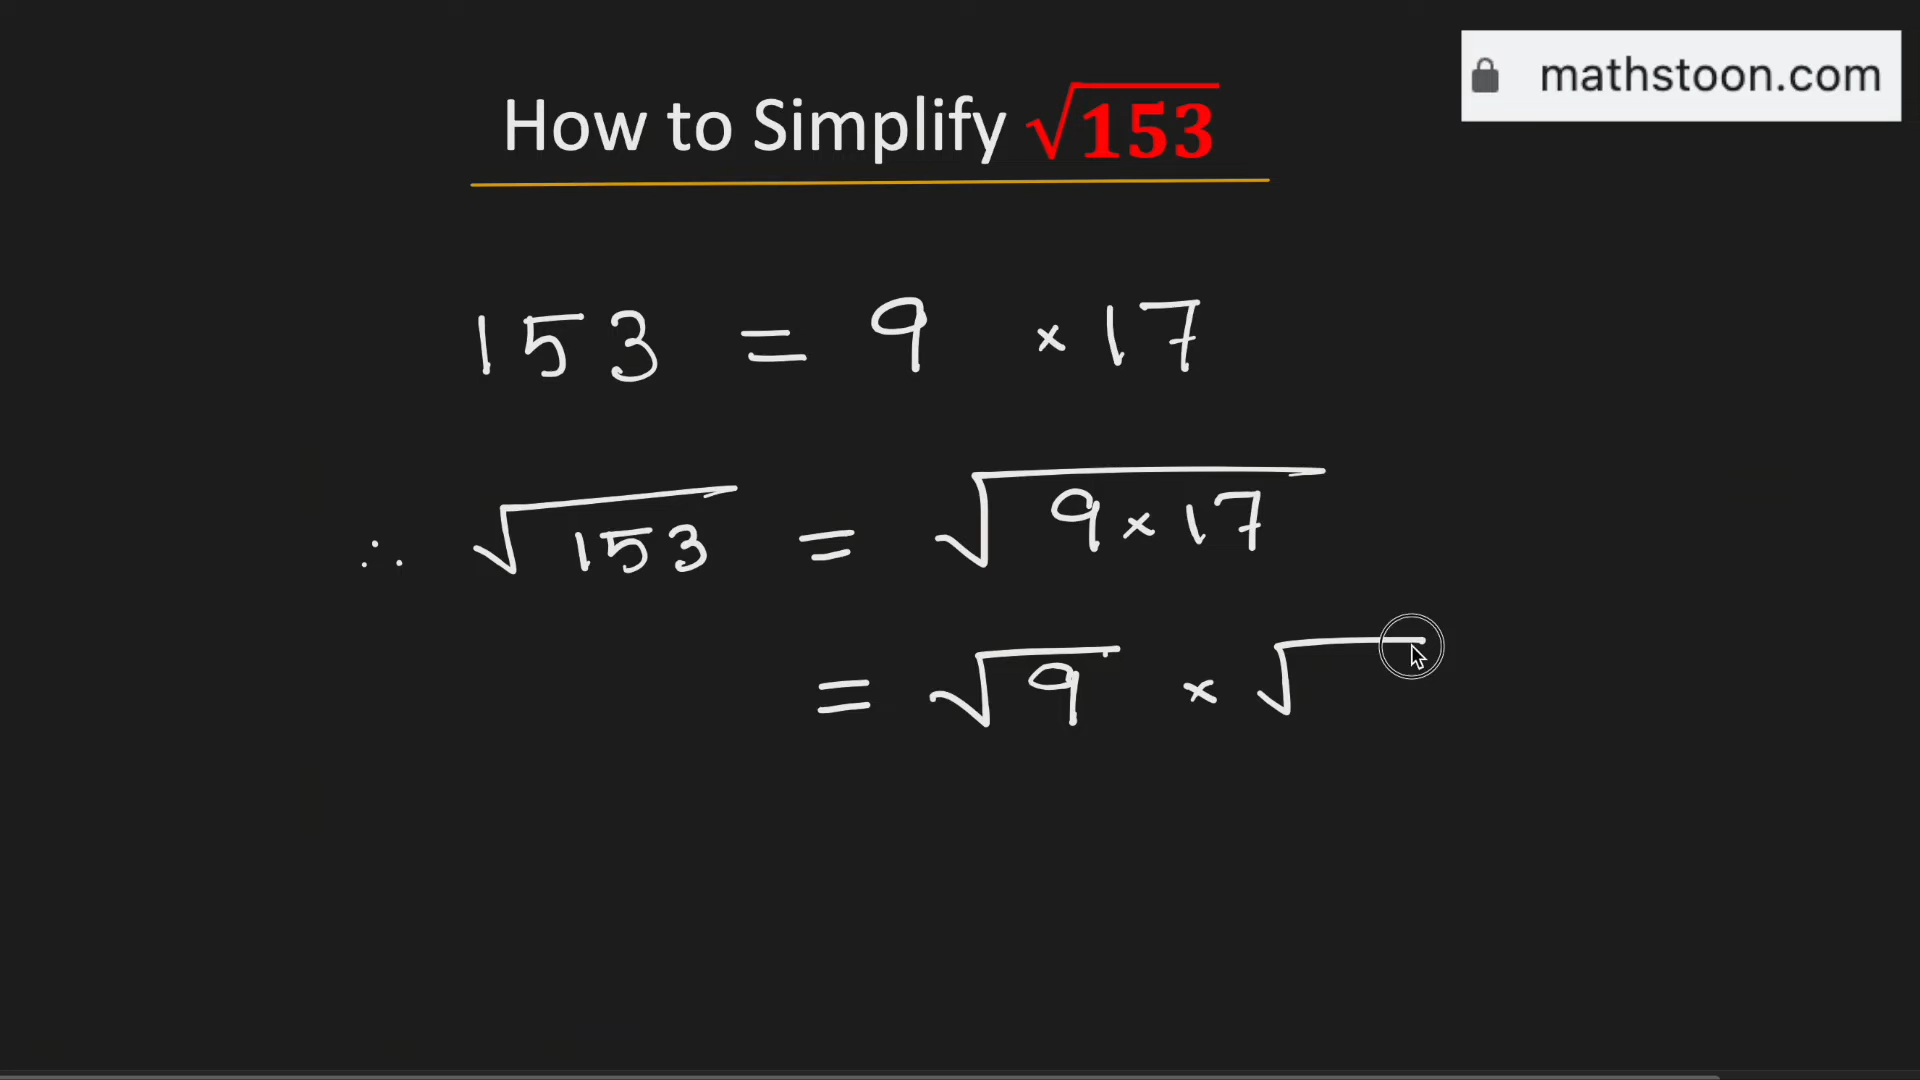 mathstoon.com
How to Simplify √153
153 = 9 × 17
∴ √153 = √9×17
= √9 × √